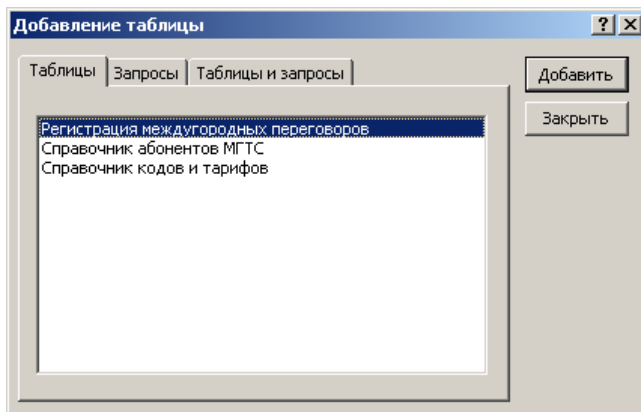 Добавление таблицы
Таблицы Запросы Таблицы и запросы
Добавить
Закрыть
Регистрация междугородных переговоров
Справочник абонентов МГТС
Справочник кодов и тарифов